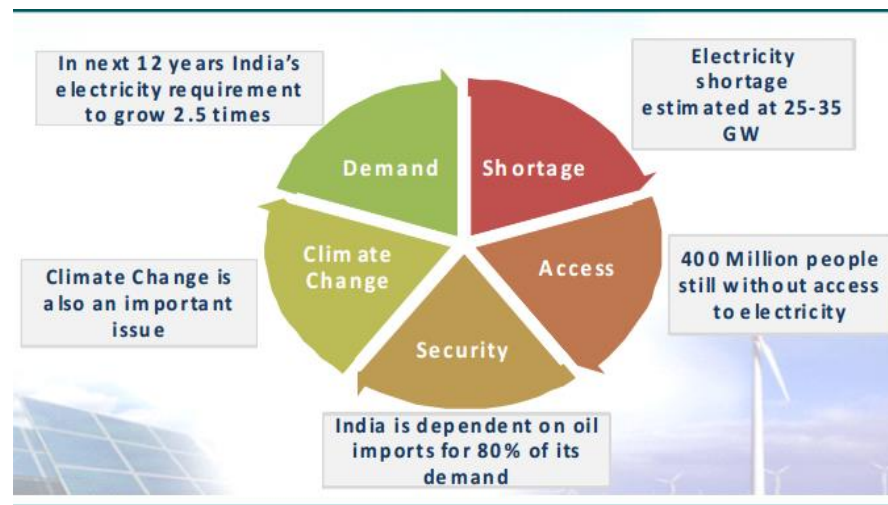 In next 12 years India's
electricity requirement
to grow 2.5 times
Electricity
shortage
estimated at 25-35
GW
Demand
Shortage
Climate
Change
Access
Security
Climate Change is
also an important
issue
400 Million people
still without access
to electricity
India is dependent on oil
imports for 80% of its
demand